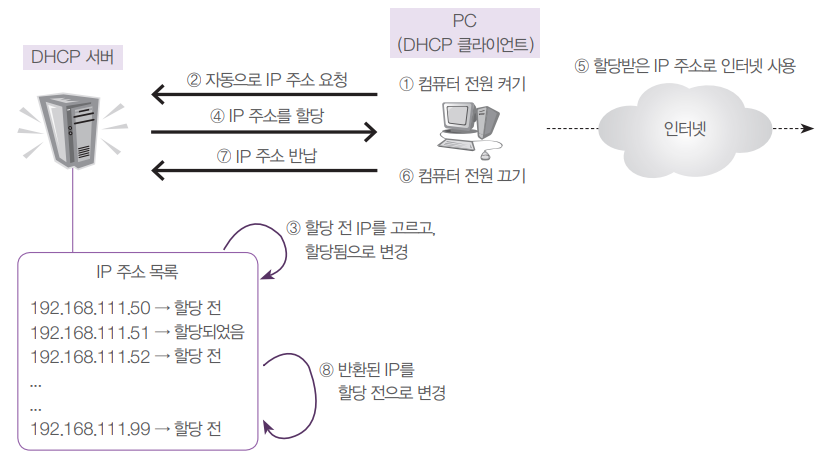 PC
(DHCP 클라이언트)
DHCP 서버
② 자동으로 IP 주소 요청
① 컴퓨터 전원 켜기
⑤ 할당받은 IP 주소로 인터넷 사용
④ IP 주소를 할당
인터넷
⑦ IP 주소 반납
⑥ 컴퓨터 전원 끄기
③ 할당 전 IP를 고르고,
할당됨으로 변경
IP 주소 목록
192.168.111.50 → 할당 전
192.168.111.51 → 할당되었음
192.168.111.52 → 할당 전
...
...
192.168.111.99 → 할당 전
⑧ 반환된 IP를
할당 전으로 변경